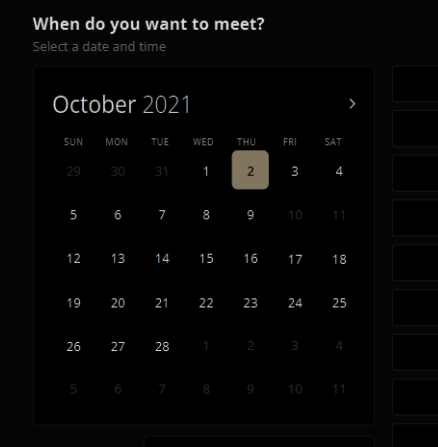 When do you want to meet?
Select a date and time
October 2021 >
SUN MON TUE WED THU FRI SAT
29 30 31 1 2 3 4
5 6 7 8 9 10 11
12 13 14 15 16 17 18
19 20 21 22 23 24 25
26 27 28 1 2 3 4
5 6 7 8 9 10 11